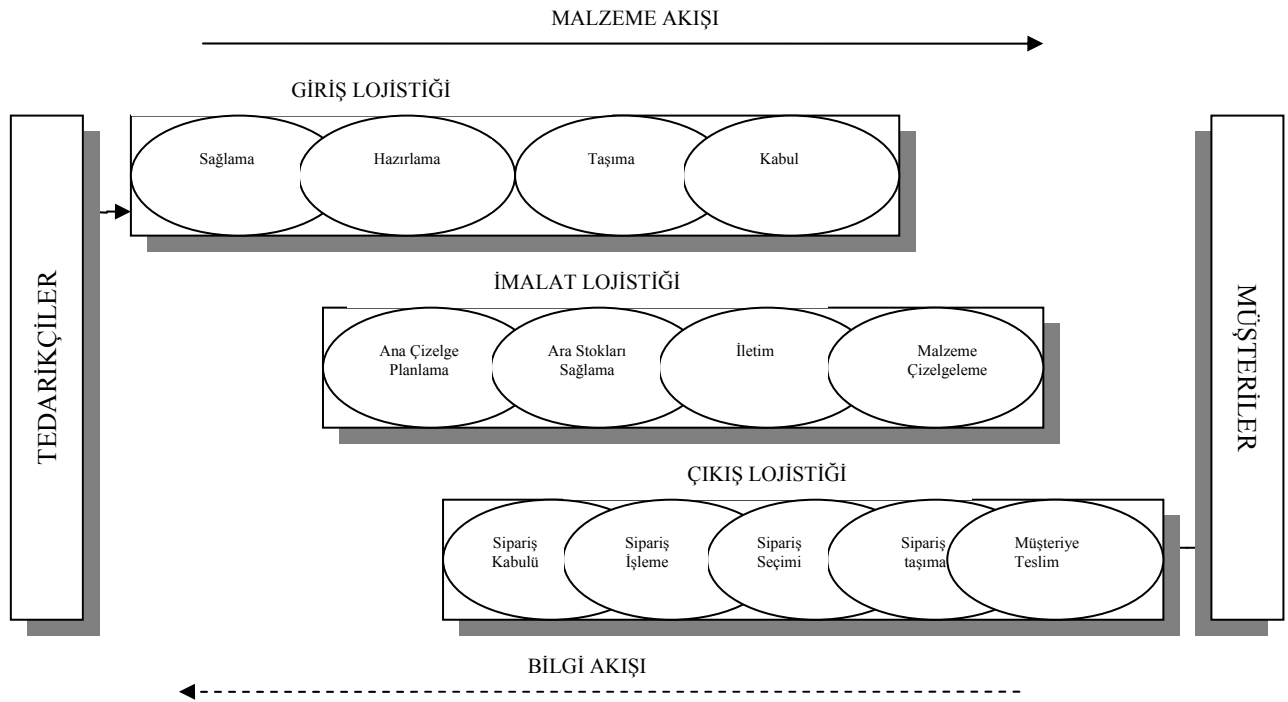 MALZEME AKIŞI
GİRİŞ LOJİSTİĞİ
Sağlama
Hazırlama
Taşıma
Kabul
TEDARİKÇİLER
MÜŞTERİLER
İMALAT LOJİSTİĞİ
Ana Çizelge
Planlama
Ara Stokları
Sağlama
İletim
Malzeme
Çizelgeleme
ÇIKIŞ LOJİSTİĞİ
Sipariş
Kabulü
Sipariş
İşleme
Sipariş
Seçimi
Sipariş
taşıma
Müşteriye
Teslim
BİLGİ AKIŞI